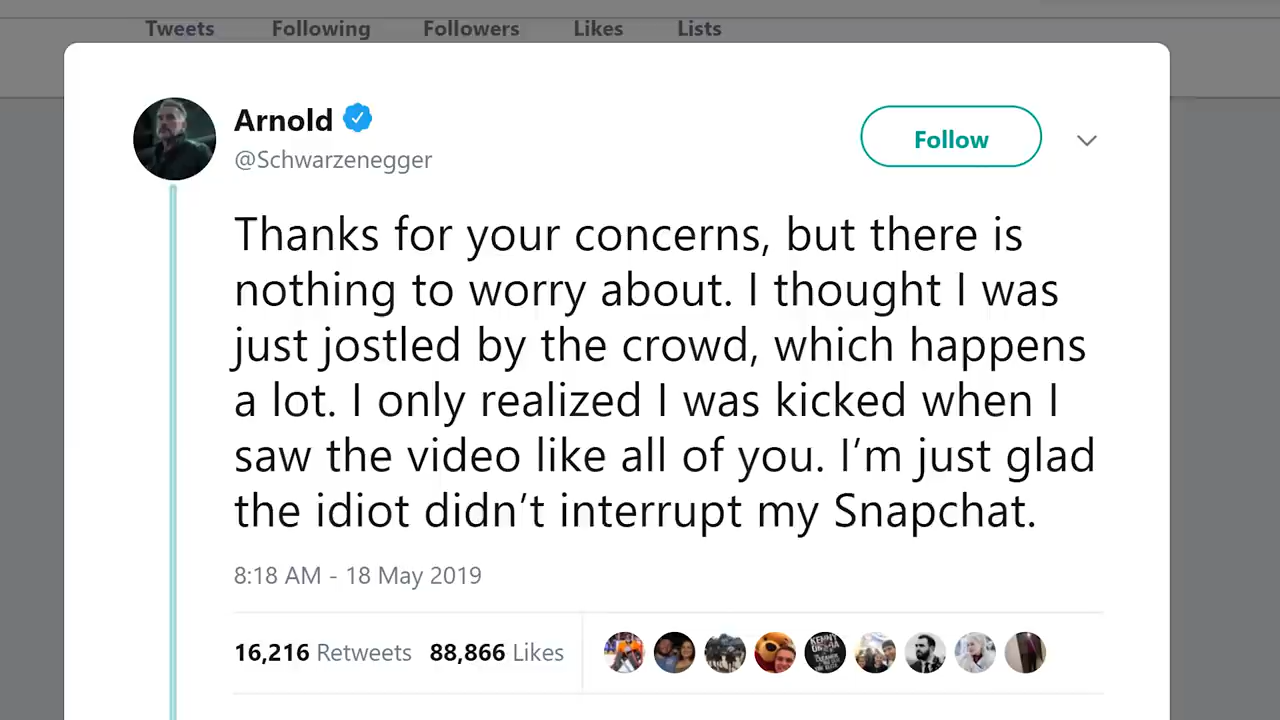 Tweets Following Followers Likes Lists
Arnold
@Schwarzenegger
Follow
Thanks for your concerns, but there is
nothing to worry about. I thought I was
just jostled by the crowd, which happens
a lot. I only realized I was kicked when I
saw the video like all of you. I’m just glad
the idiot didn’t interrupt my Snapchat.
8:18 AM - 18 May 2019
16,216 Retweets 88,866 Likes